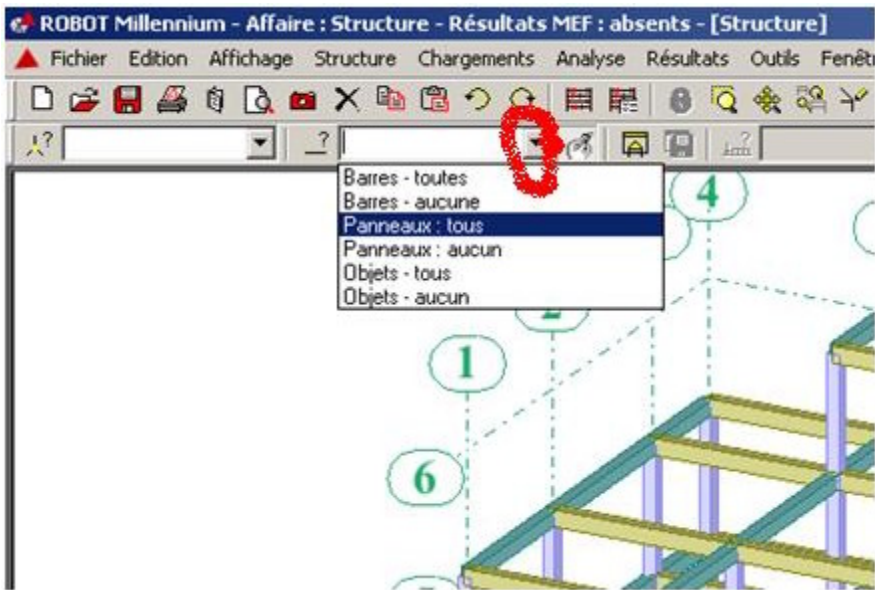 ROBOT Millennium - Affaire : Structure - Résultats MEF : absents - [Structure]
Fichier Edition Affichage Structure Chargements Analyse Résultats Outils
Barres - toutes
Barres - aucune
Panneaux : tous
Panneaux : aucun
Objets - tous
Objets - aucun
4
2
1
6